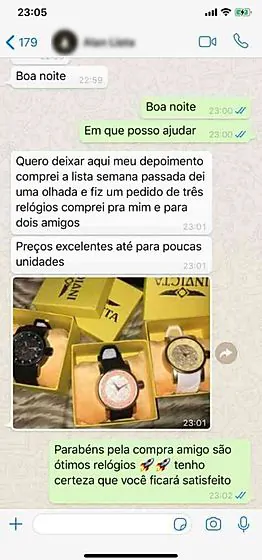 23:05
179
Boa noite
22:59
Boa noite
23:00
Em que posso ajudar
23:00
Quero deixar aqui meu depoimento
comprei a lista semana passada dei
uma olhada e fiz um pedido de três
relógios comprei pra mim e para
dois amigos
23:01
Preços excelentes até para poucas
unidades
23:01
INVICTA
23:01
Parabéns pela compra amigo são
ótimos relógios 🚀🚀 tenho
certeza que você ficará satisfeito
23:02